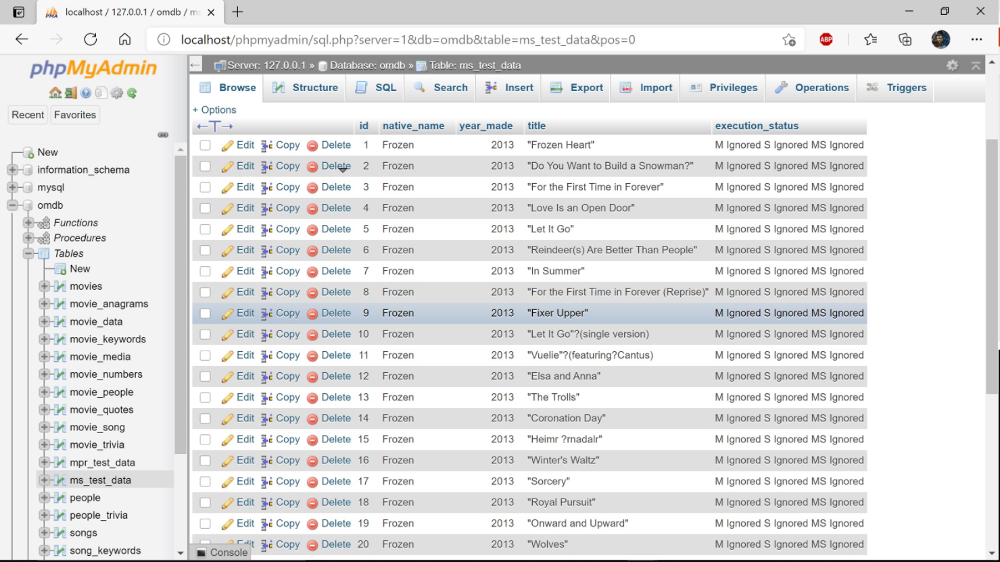 localhost / 127.0.0.1 / omdb / ms
localhost/phpmyadmin/sql.php?server=1&db=omdb&table=ms_test_data&pos=0
ABP
phpMyAdmin
Recent Favorites
New
information_schema
mysql
omdb
Functions
Procedures
Tables
New
movies
movie_anagrams
movie_data
movie_keywords
movie_media
movie_numbers
movie_people
movie_quotes
movie_song
movie_trivia
mpr_test_data
ms_test_data
people
people_trivia
songs
song_keywords
Server: 127.0.0.1 » Database: omdb » Table: ms_test_data
Browse Structure SQL Search Insert Export Import Privileges Operations Triggers
+ Options
←T→ id native_name year_made title execution_status
Edit Copy Delete 1 Frozen 2013 "Frozen Heart" M Ignored S Ignored MS Ignored
Edit Copy Delete 2 Frozen 2013 "Do You Want to Build a Snowman?" M Ignored S Ignored MS Ignored
Edit Copy Delete 3 Frozen 2013 "For the First Time in Forever" M Ignored S Ignored MS Ignored
Edit Copy Delete 4 Frozen 2013 "Love Is an Open Door" M Ignored S Ignored MS Ignored
Edit Copy Delete 5 Frozen 2013 "Let It Go" M Ignored S Ignored MS Ignored
Edit Copy Delete 6 Frozen 2013 "Reindeer(s) Are Better Than People" M Ignored S Ignored MS Ignored
Edit Copy Delete 7 Frozen 2013 "In Summer" M Ignored S Ignored MS Ignored
Edit Copy Delete 8 Frozen 2013 "For the First Time in Forever (Reprise)" M Ignored S Ignored MS Ignored
Edit Copy Delete 9 Frozen 2013 "Fixer Upper" M Ignored S Ignored MS Ignored
Edit Copy Delete 10 Frozen 2013 "Let It Go"?(single version) M Ignored S Ignored MS Ignored
Edit Copy Delete 11 Frozen 2013 "Vuelie"?(featuring?Cantus) M Ignored S Ignored MS Ignored
Edit Copy Delete 12 Frozen 2013 "Elsa and Anna" M Ignored S Ignored MS Ignored
Edit Copy Delete 13 Frozen 2013 "The Trolls" M Ignored S Ignored MS Ignored
Edit Copy Delete 14 Frozen 2013 "Coronation Day" M Ignored S Ignored MS Ignored
Edit Copy Delete 15 Frozen 2013 "Heimr ?rnadalr" M Ignored S Ignored MS Ignored
Edit Copy Delete 16 Frozen 2013 "Winter's Waltz" M Ignored S Ignored MS Ignored
Edit Copy Delete 17 Frozen 2013 "Sorcery" M Ignored S Ignored MS Ignored
Edit Copy Delete 18 Frozen 2013 "Royal Pursuit" M Ignored S Ignored MS Ignored
Edit Copy Delete 19 Frozen 2013 "Onward and Upward" M Ignored S Ignored MS Ignored
Edit Copy Delete 20 Frozen 2013 "Wolves" M Ignored S Ignored MS Ignored
Console